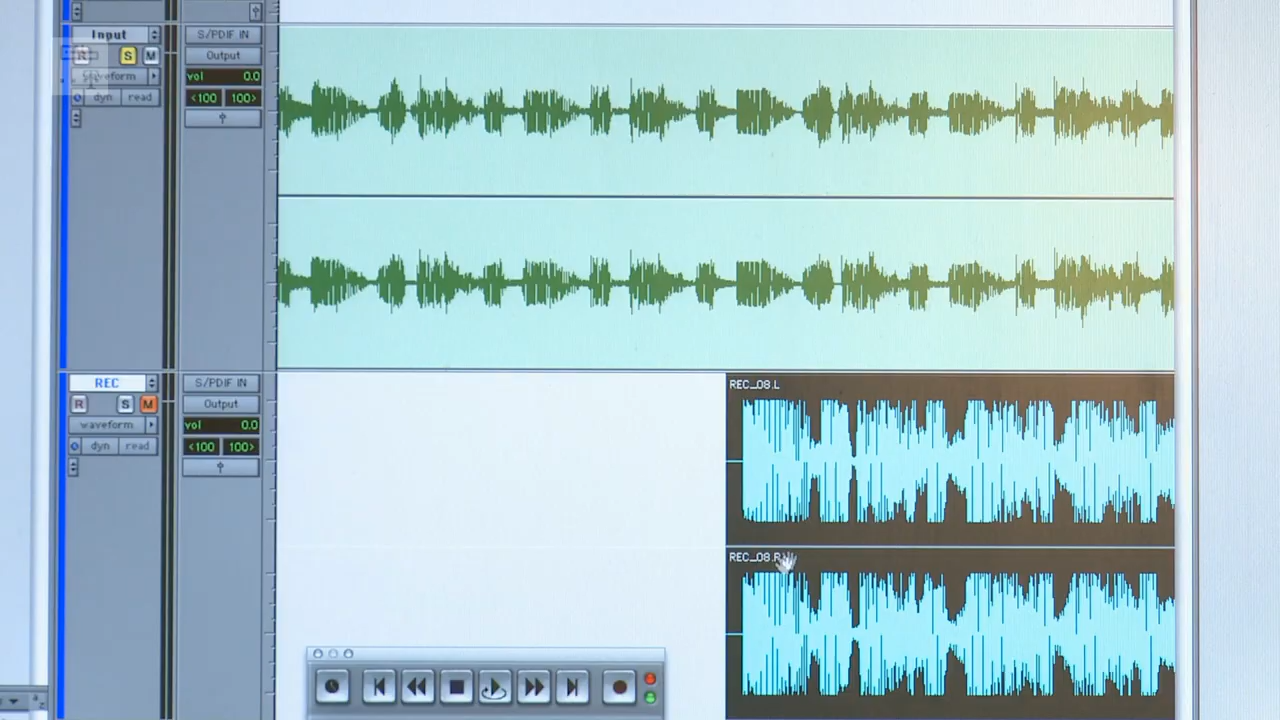 Input
S/PDIF IN
R S M
Output
waveform
vol 0.0
dyn read
<100 100>
REC
S/PDIF IN
REC_08.L
R S M
Output
waveform
vol 0.0
dyn read
<100 100>
REC_08.R